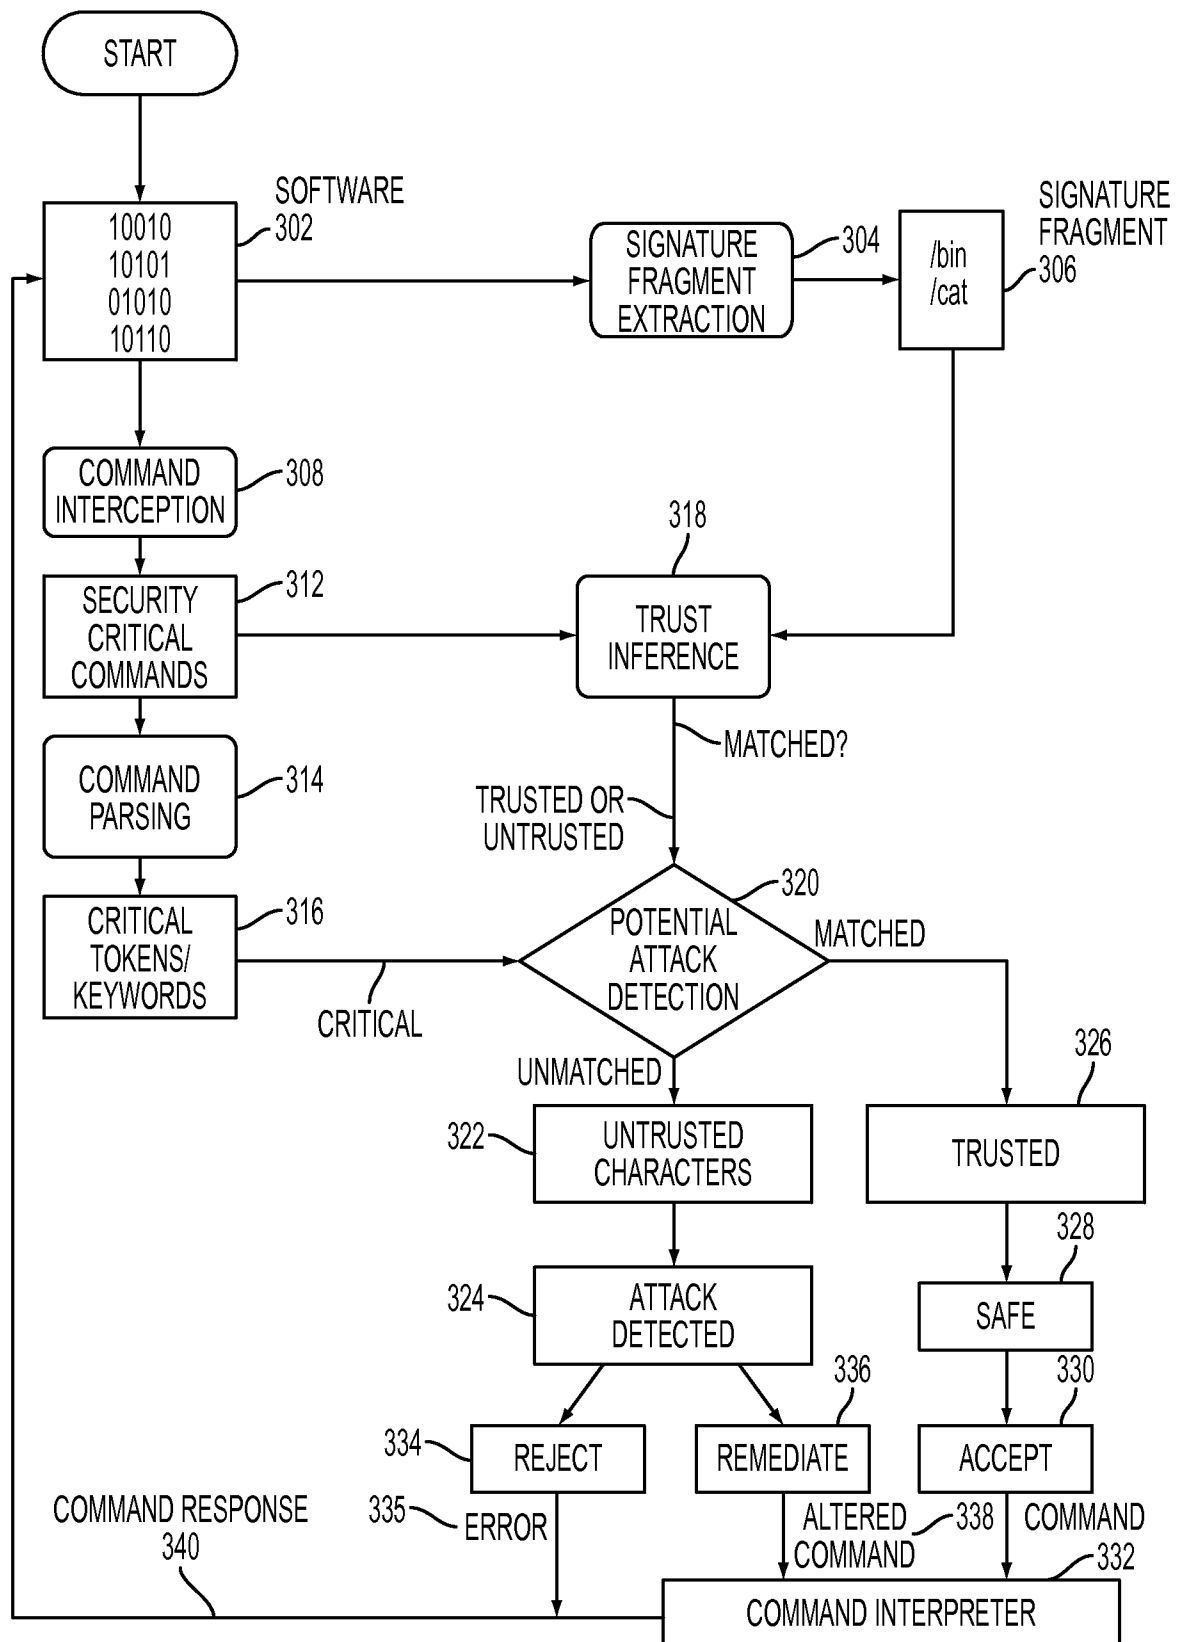 START
SOFTWARE
302
10010
10101
01010
10110
SIGNATURE
FRAGMENT
EXTRACTION
304
/bin
/cat
SIGNATURE
FRAGMENT
306
COMMAND
INTERCEPTION
308
SECURITY
CRITICAL
COMMANDS
312
318
TRUST
INFERENCE
MATCHED?
COMMAND
PARSING
314
TRUSTED OR
UNTRUSTED
CRITICAL
TOKENS/
KEYWORDS
316
CRITICAL
POTENTIAL
ATTACK
DETECTION
320
MATCHED
UNMATCHED
322
UNTRUSTED
CHARACTERS
326
TRUSTED
324
ATTACK
DETECTED
328
SAFE
334
REJECT
336
REMEDIATE
330
ACCEPT
335
ERROR
ALTERED
COMMAND
338
COMMAND
332
COMMAND RESPONSE
340
COMMAND INTERPRETER